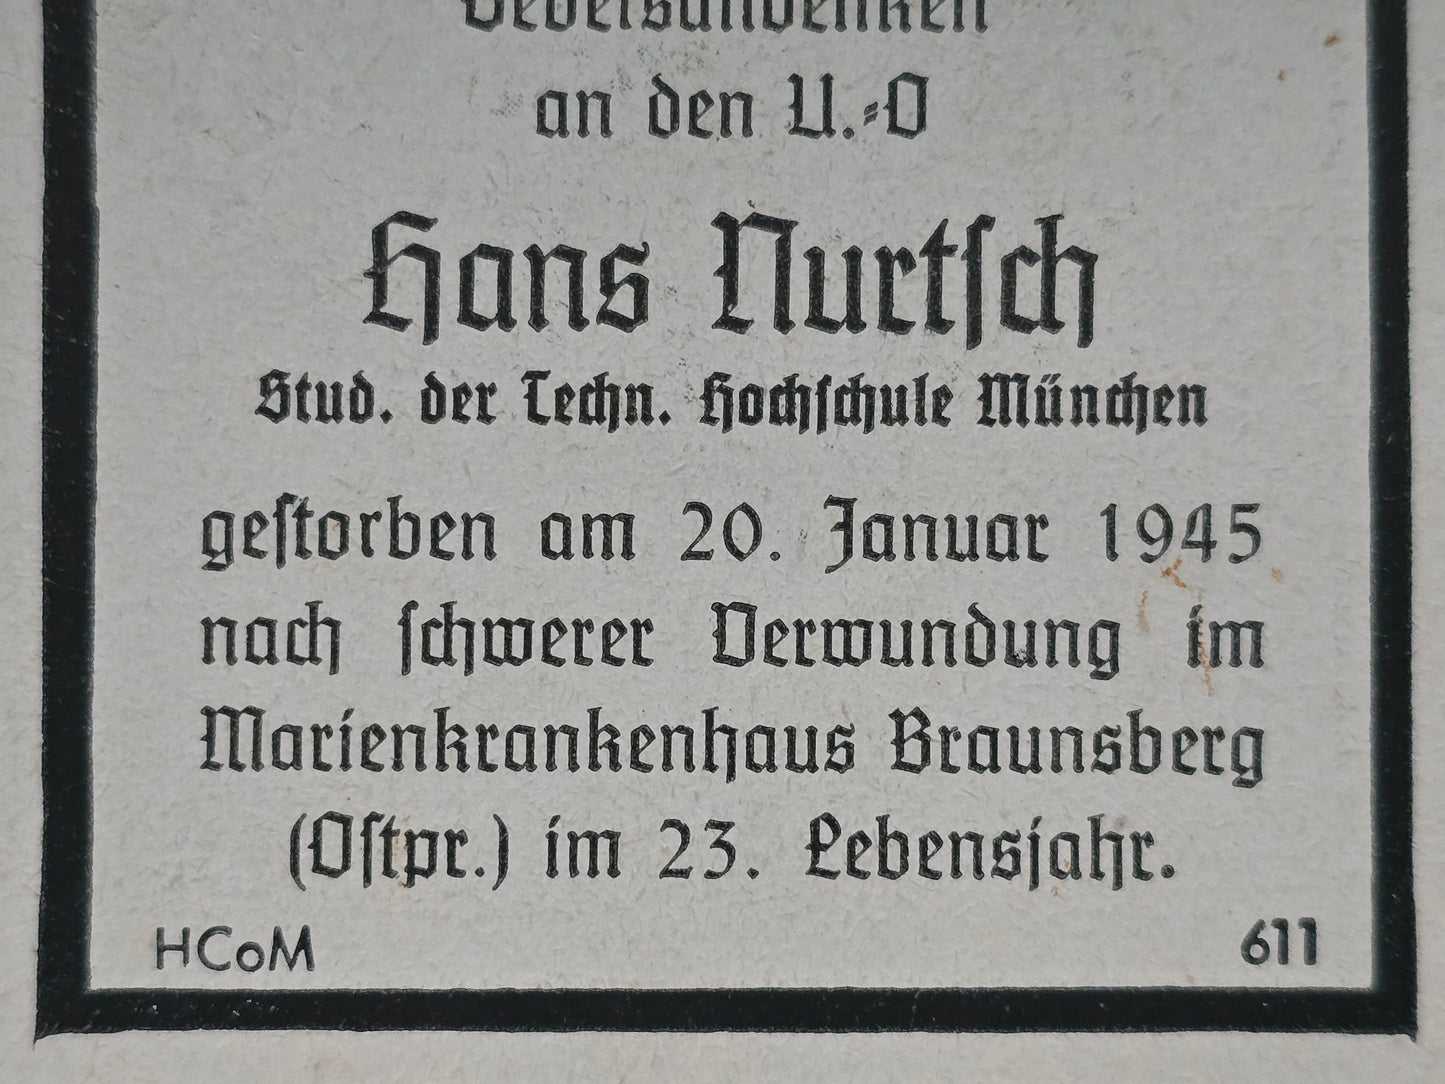 Gebetsandenken
an den U.=O
Hans Nurtſch
Stud. der Techn. Hochſchule München
geſtorben am 20. Januar 1945
nach ſchwerer Verwundung im
Marienkrankenhaus Braunsberg
(Oſtpr.) im 23. Lebensjahr.
HCoM 611